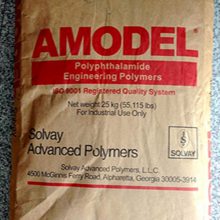 AMODEL®
Polyphthalamide
Engineering Polymers
ISO 9001 Registered Quality System
Net weight 25 kg (55,115 lbs)
For Industrial Use Only
Solvay
Advanced Polymers
SOLVAY
Solvay Advanced Polymers, L.L.C.
4500 McGinnis Ferry Road, Alpharetta, Georgia 30005-3914